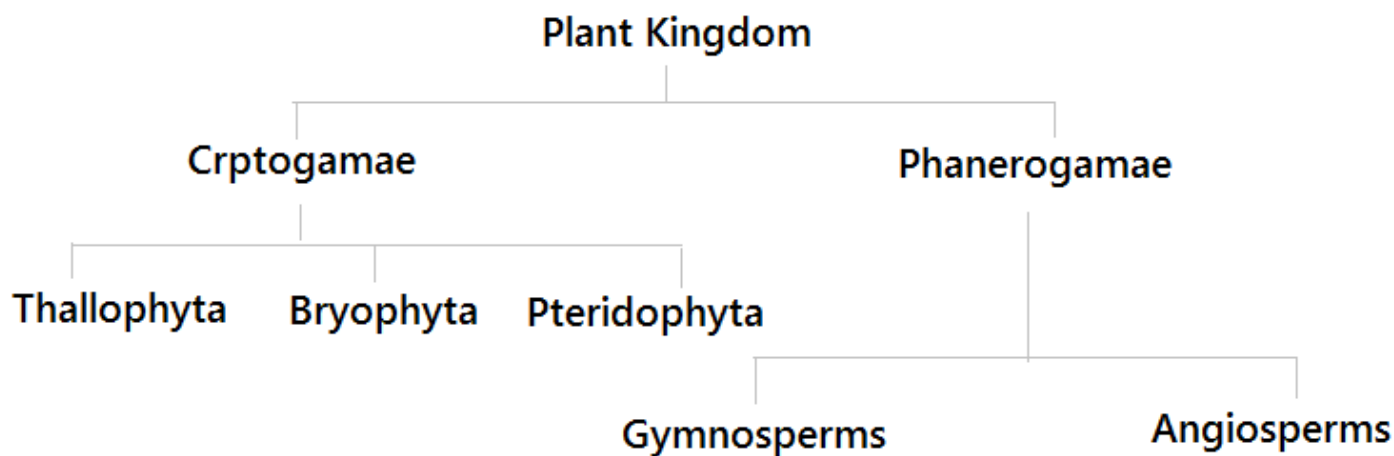 Plant Kingdom
Crptogamae
Phanerogamae
Thallophyta
Bryophyta
Pteridophyta
Gymnosperms
Angiosperms